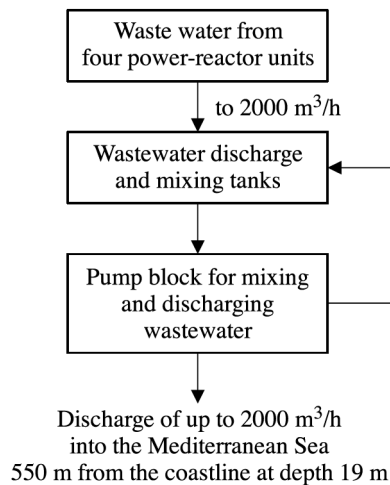 Waste water from
four power-reactor units
to 2000 m³/h
Wastewater discharge
and mixing tanks
Pump block for mixing
and discharging
wastewater
Discharge of up to 2000 m³/h
into the Mediterranean Sea
550 m from the coastline at depth 19 m